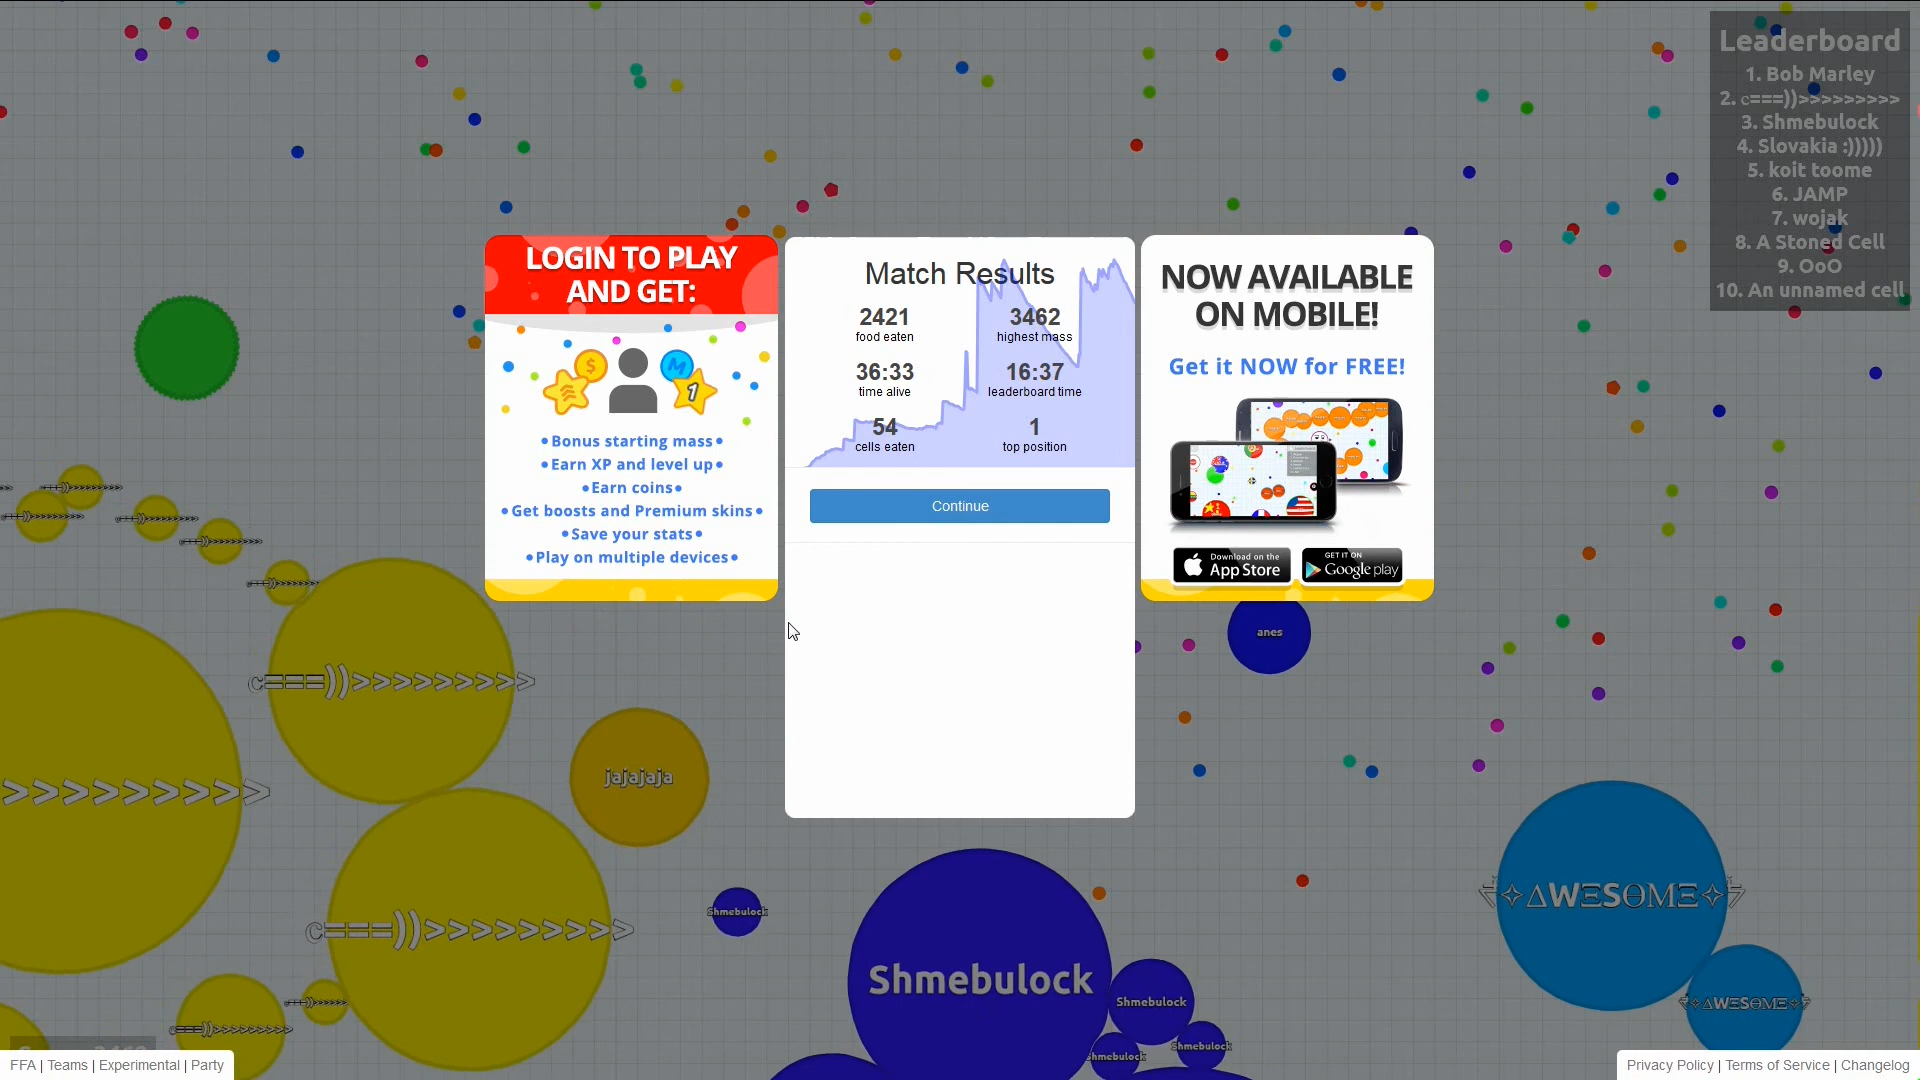 Leaderboard
1. Bob Marley
2. c===))>>>>>>>>>
3. Shmebulock
4. Slovakia :)))))
5. koit toome
6. JAMP
7. wojak
8. A Stoned Cell
9. OoO
10. An unnamed cell
LOGIN TO PLAY
AND GET:
•Bonus starting mass•
•Earn XP and level up•
•Earn coins•
•Get boosts and Premium skins•
•Save your stats•
•Play on multiple devices•
Match Results
2421
food eaten
3462
highest mass
36:33
time alive
16:37
leaderboard time
54
cells eaten
1
top position
Continue
NOW AVAILABLE
ON MOBILE!
Get it NOW for FREE!
Download on the
App Store
GET IT ON
Google play
anes
c===))>>>>>>>>>
jajajaja
>>>>>>>>>
c===))>>>>>>>>>
Shmebulock
Shmebulock
Shmebulock
Shmebulock
Shmebulock
ΔWΞSΘMΞ
ΔWΞSΘMΞ
c===))>>>>>>>>>
FFA | Teams | Experimental | Party
Privacy Policy | Terms of Service | Changelog